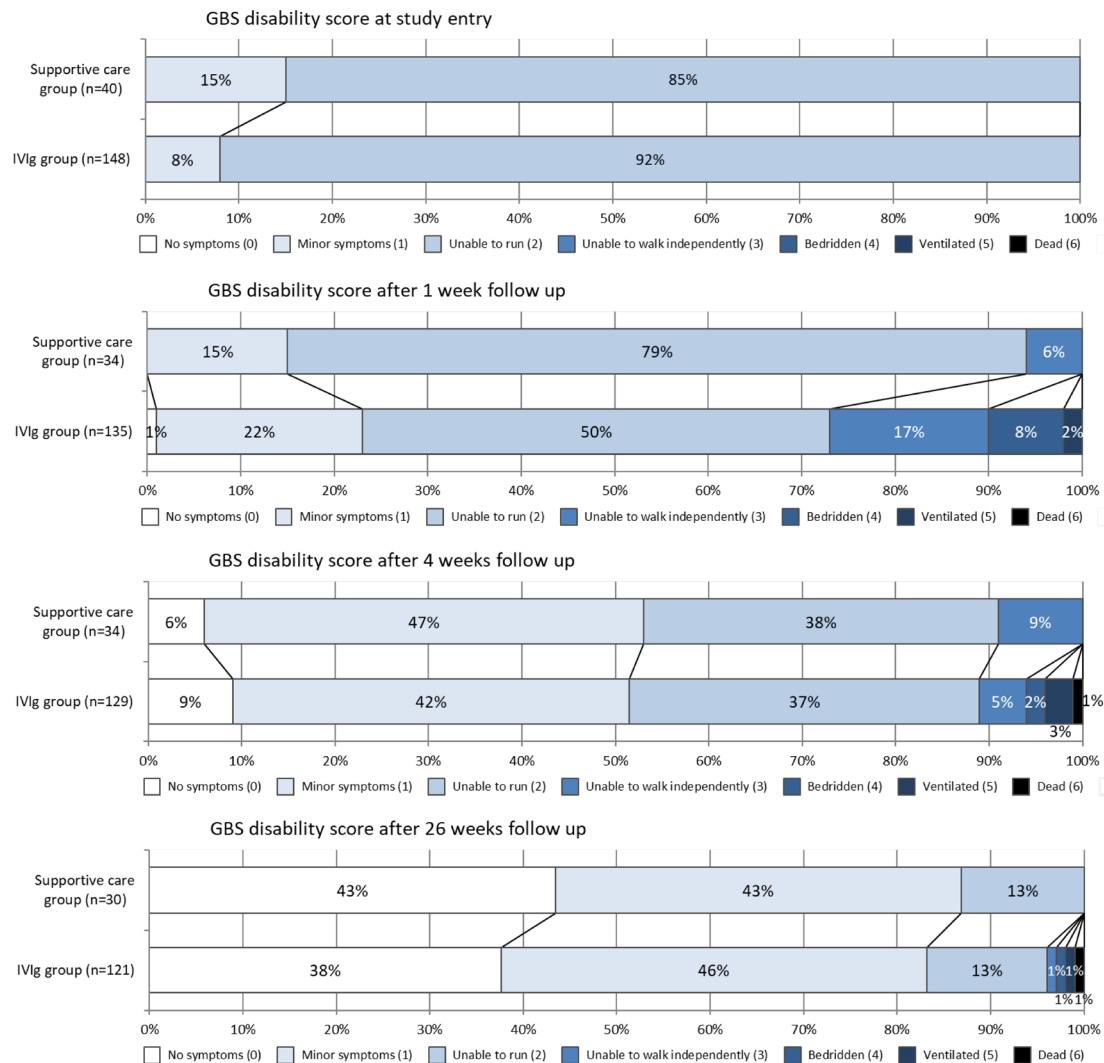 GBS disability score at study entry
Supportive care
group (n=40)
15%
85%
IVIg group (n=148)
8%
92%
0% 10% 20% 30% 40% 50% 60% 70% 80% 90% 100%
No symptoms (0) Minor symptoms (1) Unable to run (2) Unable to walk independently (3) Bedridden (4) Ventilated (5) Dead (6)
GBS disability score after 1 week follow up
Supportive care
group (n=34)
15%
79%
6%
IVIg group (n=135)
1%
22%
50%
17%
8%
2%
0% 10% 20% 30% 40% 50% 60% 70% 80% 90% 100%
No symptoms (0) Minor symptoms (1) Unable to run (2) Unable to walk independently (3) Bedridden (4) Ventilated (5) Dead (6)
GBS disability score after 4 weeks follow up
Supportive care
group (n=34)
6%
47%
38%
9%
IVIg group (n=129)
9%
42%
37%
5%
2%
3%
1%
0% 10% 20% 30% 40% 50% 60% 70% 80% 90% 100%
No symptoms (0) Minor symptoms (1) Unable to run (2) Unable to walk independently (3) Bedridden (4) Ventilated (5) Dead (6)
GBS disability score after 26 weeks follow up
Supportive care
group (n=30)
43%
43%
13%
IVIg group (n=121)
38%
46%
13%
1%
1%
1%
1%
0% 10% 20% 30% 40% 50% 60% 70% 80% 90% 100%
No symptoms (0) Minor symptoms (1) Unable to run (2) Unable to walk independently (3) Bedridden (4) Ventilated (5) Dead (6)